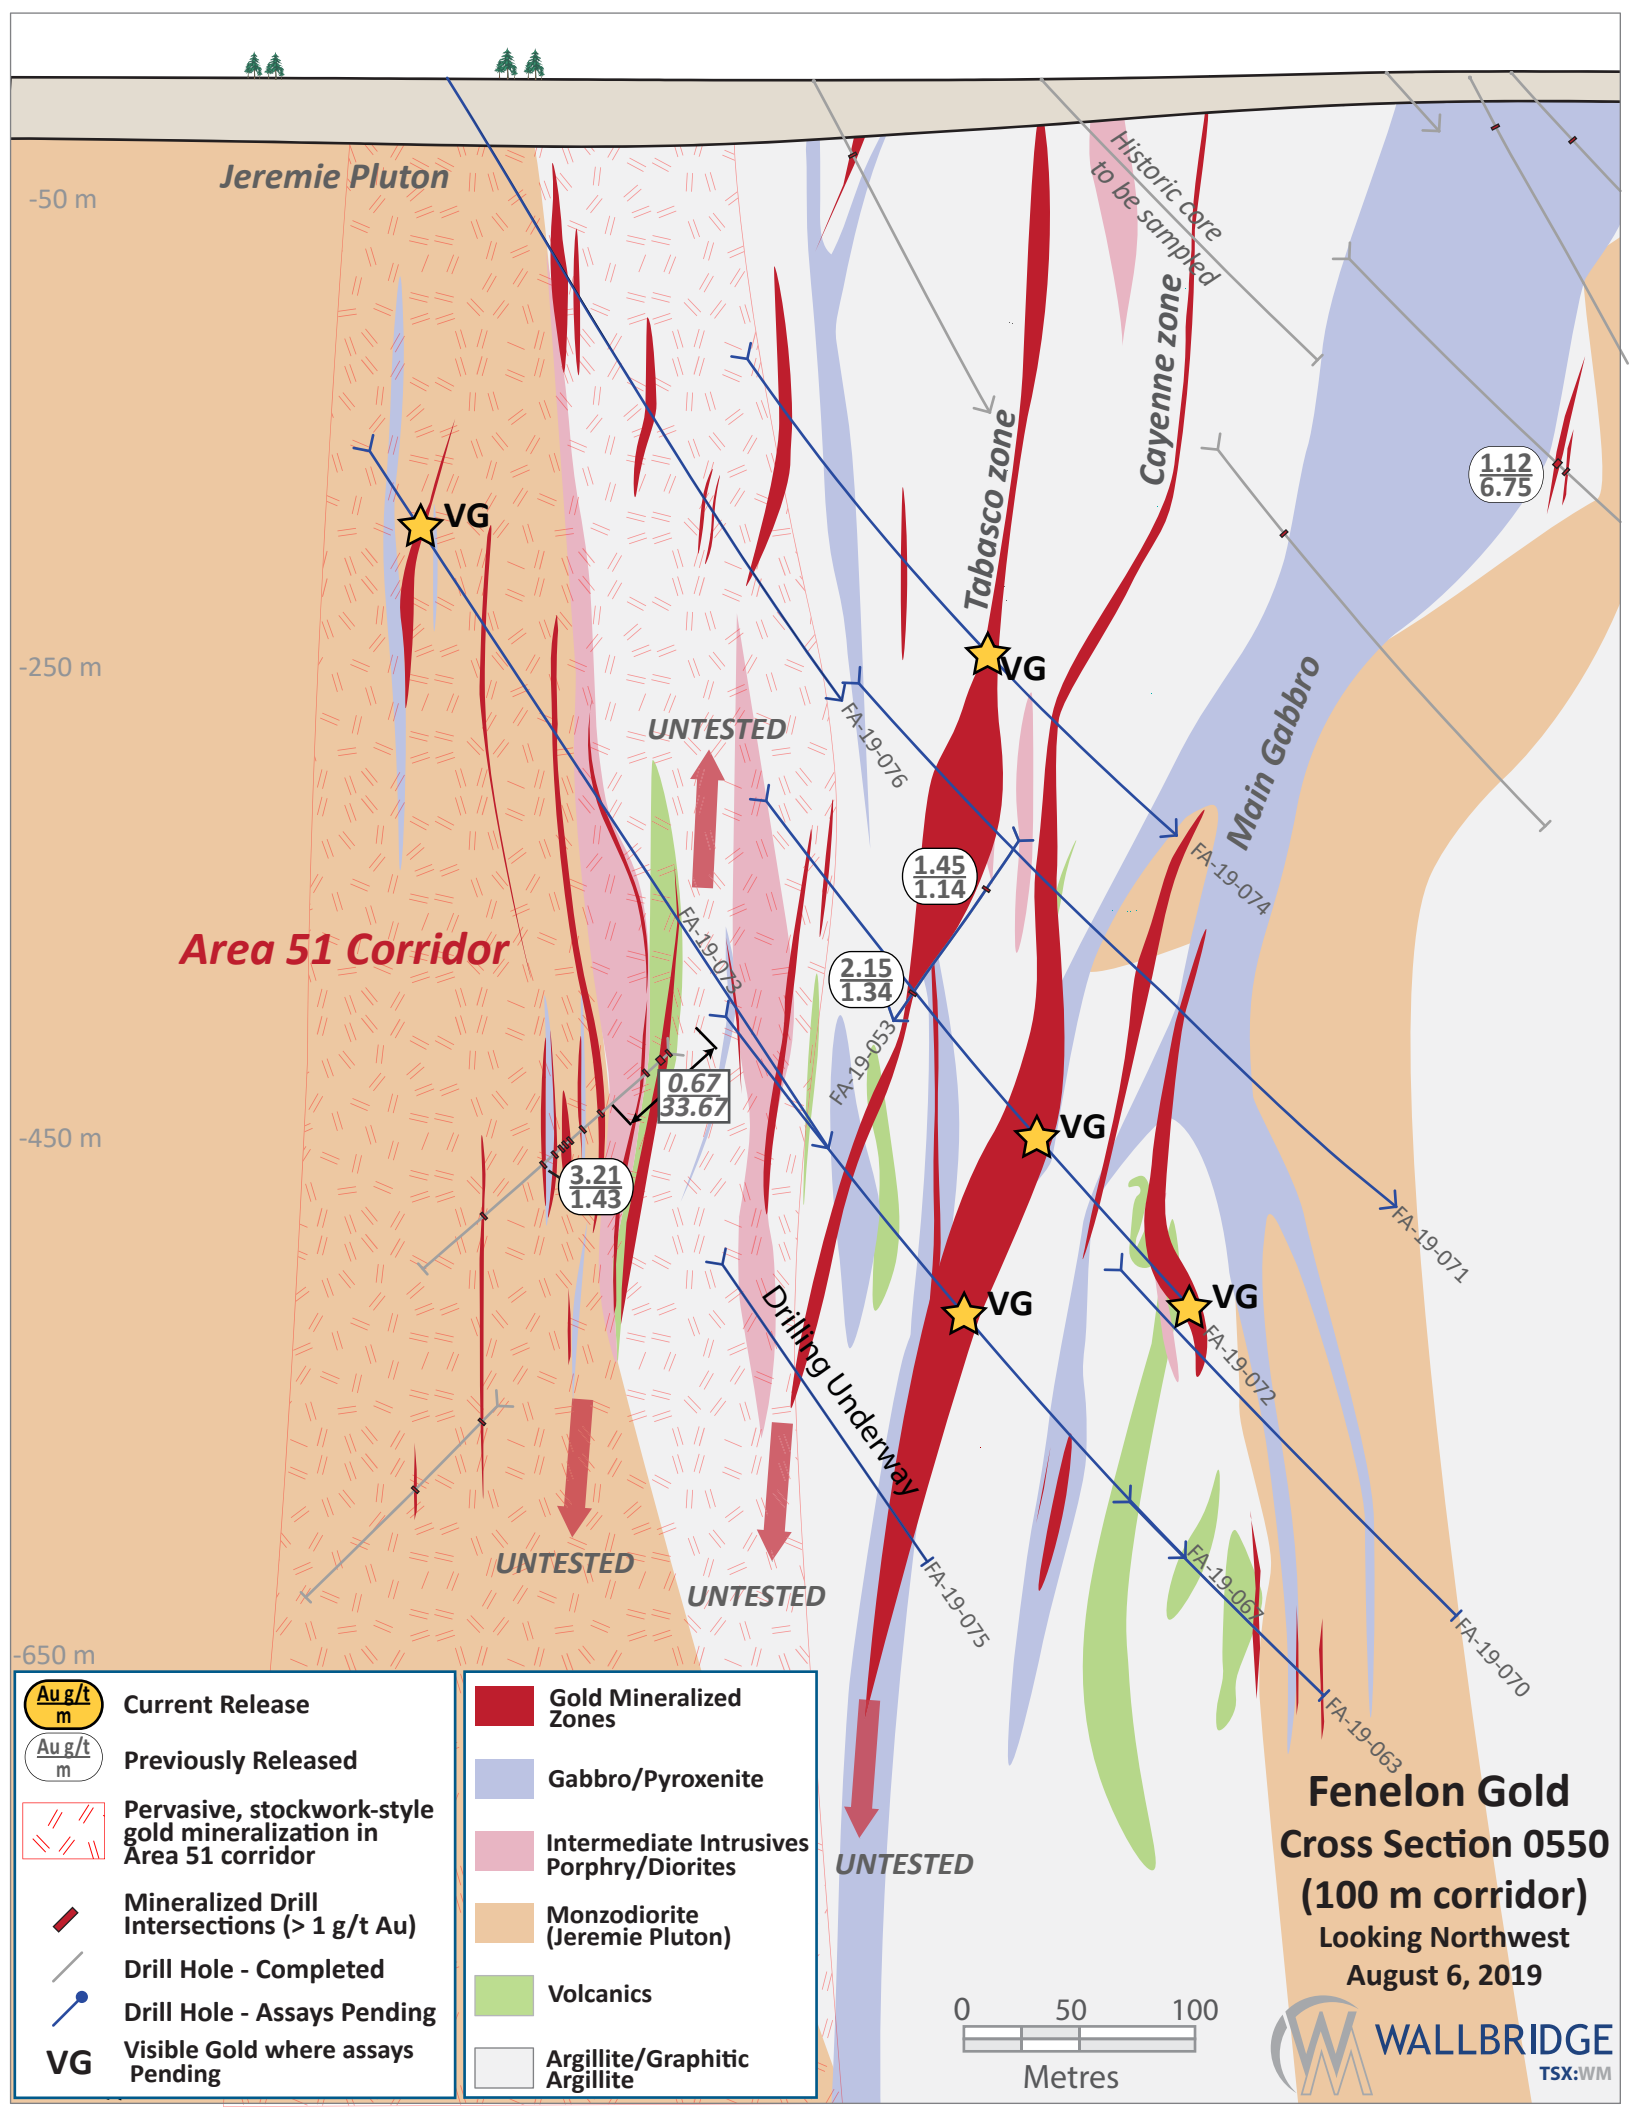 Jeremie Pluton
-50 m
Historic core
to be sampled
Cayenne zone
Tabasco zone
1.12
6.75
VG
-250 m
VG
UNTESTED
FA-19-076
Main Gabbro
FA-19-074
1.45
1.14
Area 51 Corridor
FA-19-073
2.15
1.34
FA-19-053
0.67
33.67
-450 m
VG
3.21
1.43
FA-19-071
VG
VG
Drilling Underway
FA-19-072
UNTESTED
UNTESTED
FA-19-067
FA-19-075
FA-19-070
-650 m
FA-19-063
UNTESTED
Au g/t
m
Current Release
Au g/t
m
Previously Released
Pervasive, stockwork-style
gold mineralization in
Area 51 corridor
Mineralized Drill
Intersections (> 1 g/t Au)
Drill Hole - Completed
Drill Hole - Assays Pending
VG
Visible Gold where assays
Pending
Gold Mineralized
Zones
Gabbro/Pyroxenite
Intermediate Intrusives
Porphry/Diorites
Monzodiorite
(Jeremie Pluton)
Volcanics
Argillite/Graphitic
Argillite
0 50 100
Metres
Fenelon Gold
Cross Section 0550
(100 m corridor)
Looking Northwest
August 6, 2019
WALLBRIDGE
TSX:WM